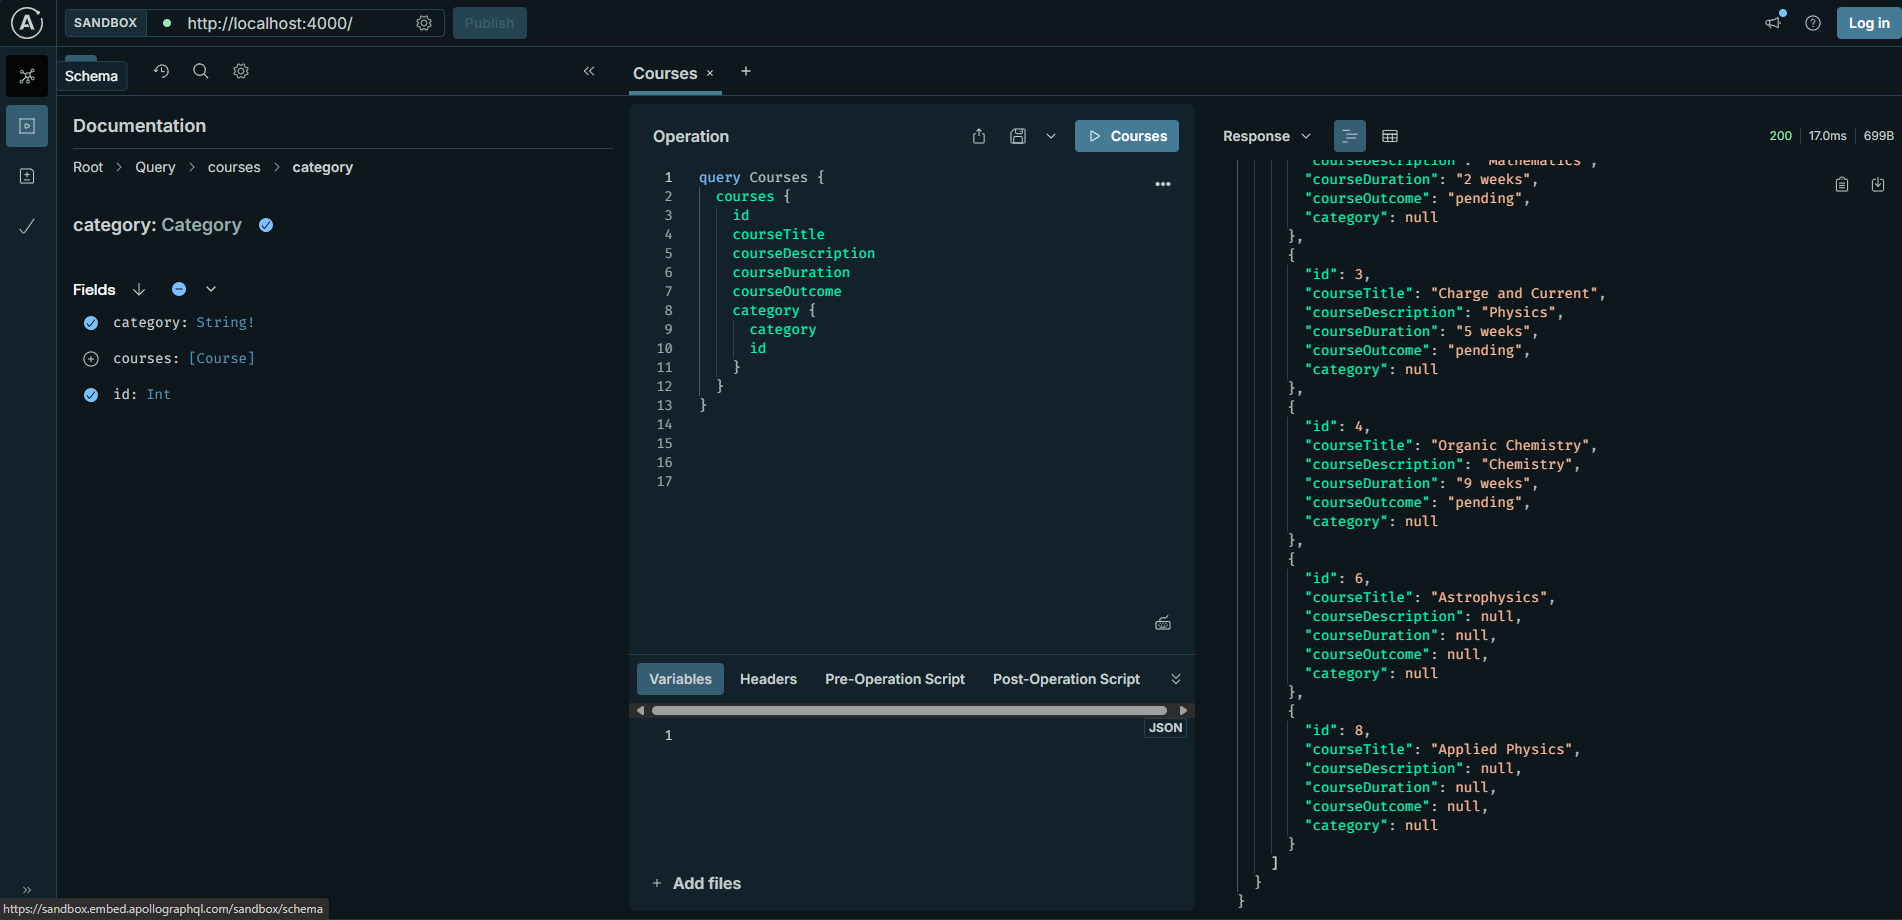 A SANDBOX http://localhost:4000/ Publish Log in
Schema
Courses × +
Documentation
Root > Query > courses > category
category: Category
Fields
category: String!
courses: [Course]
id: Int
Operation
Courses
1 query Courses {
2 courses {
3 id
4 courseTitle
5 courseDescription
6 courseDuration
7 courseOutcome
8 category {
9 category
10 id
11 }
12 }
13 }
14
15
16
17
Variables Headers Pre-Operation Script Post-Operation Script
JSON
1
+ Add files
Response 200 17.0ms 699B
"courseDescription": "Mathematics",
"courseDuration": "2 weeks",
"courseOutcome": "pending",
"category": null
},
{
"id": 3,
"courseTitle": "Charge and Current",
"courseDescription": "Physics",
"courseDuration": "5 weeks",
"courseOutcome": "pending",
"category": null
},
{
"id": 4,
"courseTitle": "Organic Chemistry",
"courseDescription": "Chemistry",
"courseDuration": "9 weeks",
"courseOutcome": "pending",
"category": null
},
{
"id": 6,
"courseTitle": "Astrophysics",
"courseDescription": null,
"courseDuration": null,
"courseOutcome": null,
"category": null
},
{
"id": 8,
"courseTitle": "Applied Physics",
"courseDescription": null,
"courseDuration": null,
"courseOutcome": null,
"category": null
}
]
}
}
https://sandbox.embed.apollographql.com/sandbox/schema